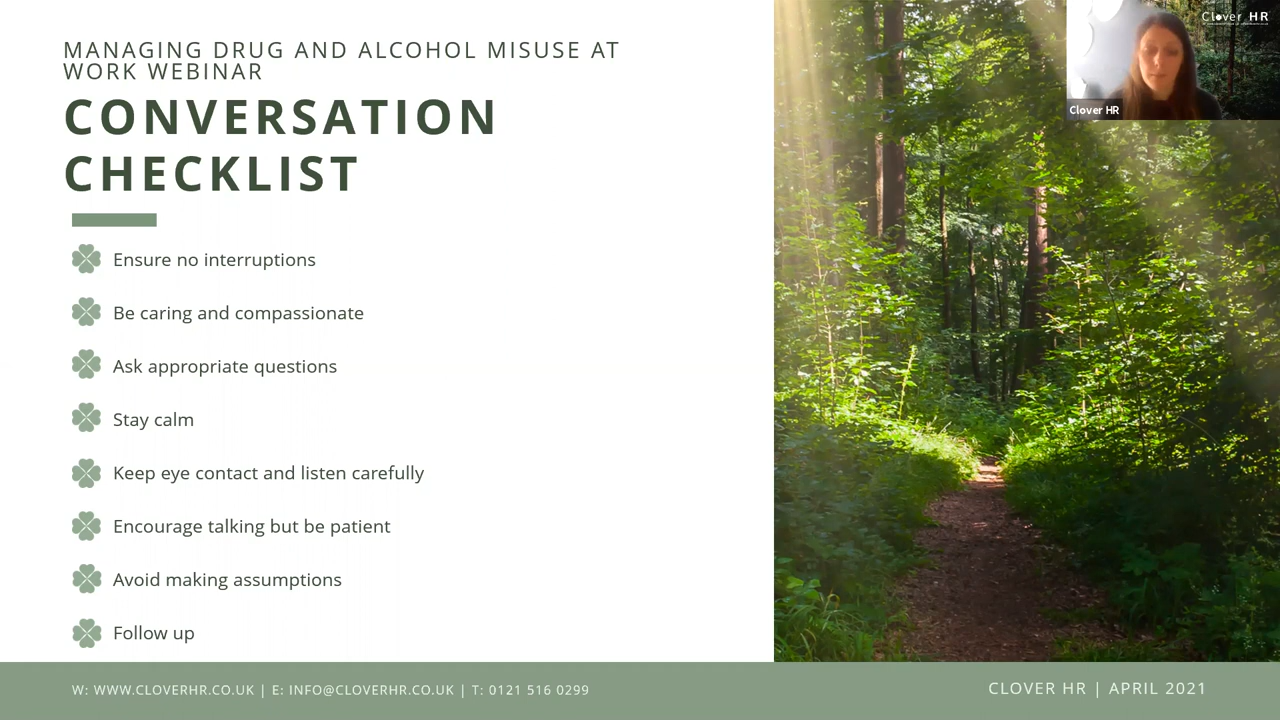 MANAGING DRUG AND ALCOHOL MISUSE AT
WORK WEBINAR
CONVERSATION
CHECKLIST
Ensure no interruptions
Be caring and compassionate
Ask appropriate questions
Stay calm
Keep eye contact and listen carefully
Encourage talking but be patient
Avoid making assumptions
Follow up
Clover HR
Clover HR
W: WWW.CLOVERHR.CO.UK | E: INFO@CLOVERHR.CO.UK | T: 0121 516 0299
CLOVER HR | APRIL 2021